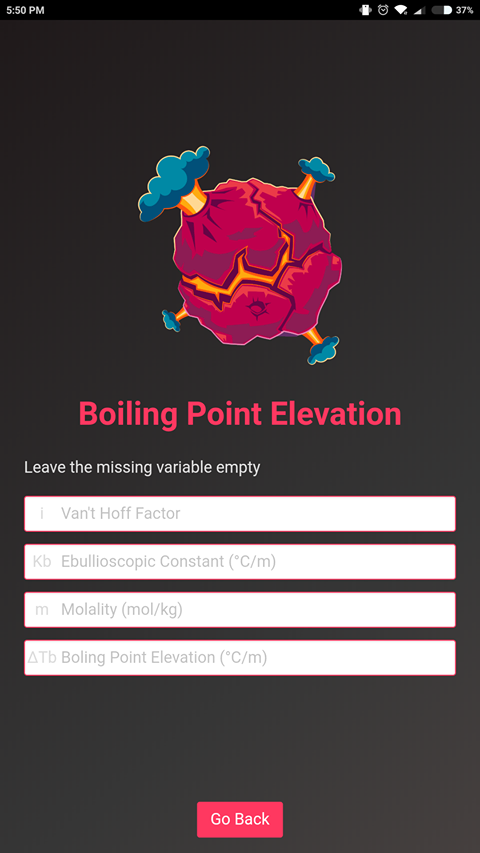 5:50 PM 37%
Boiling Point Elevation
Leave the missing variable empty
i Van't Hoff Factor
Kb Ebullioscopic Constant (°C/m)
m Molality (mol/kg)
ΔTb Boling Point Elevation (°C/m)
Go Back